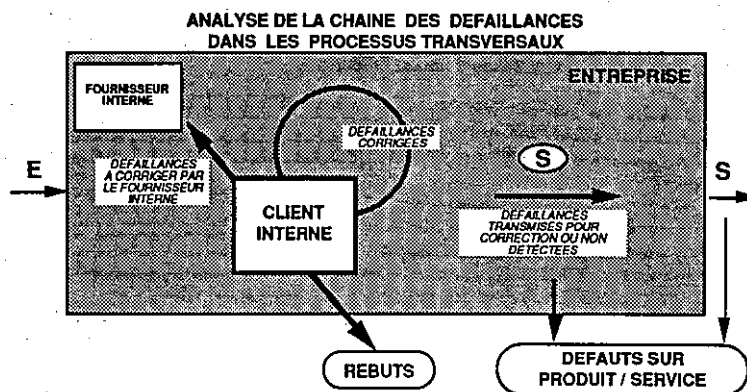 ANALYSE DE LA CHAINE DES DEFAILLANCES
DANS LES PROCESSUS TRANSVERSAUX
ENTREPRISE
FOURNISSEUR
INTERNE
DEFAILLANCES
CORRIGEES
E
DEFAILLANCES
A CORRIGER PAR
LE FOURNISSEUR
INTERNE
S
S
CLIENT
INTERNE
DEFAILLANCES
TRANSMISES POUR
CORRECTION OU NON
DETECTEES
REBUTS
DEFAUTS SUR
PRODUIT / SERVICE